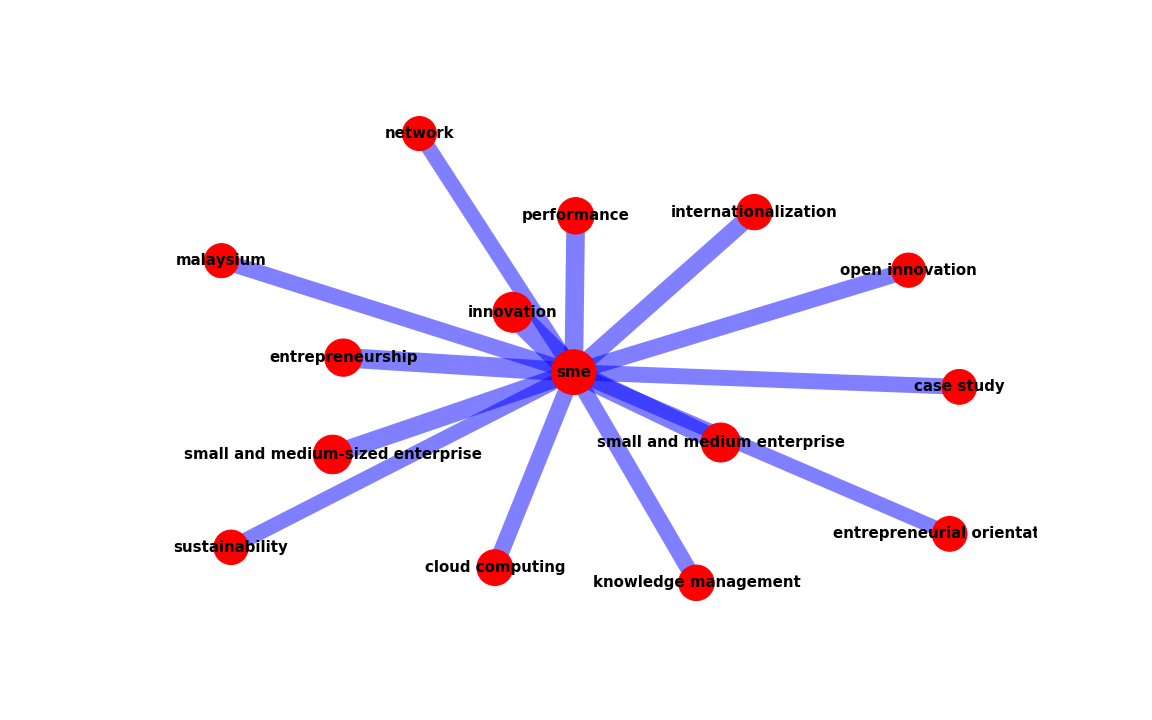 network
performance
internationalization
malaysium
open innovation
innovation
entrepreneurship
sme
case study
small and medium enterprise
small and medium-sized enterprise
entrepreneurial orientat
sustainability
cloud computing
knowledge management